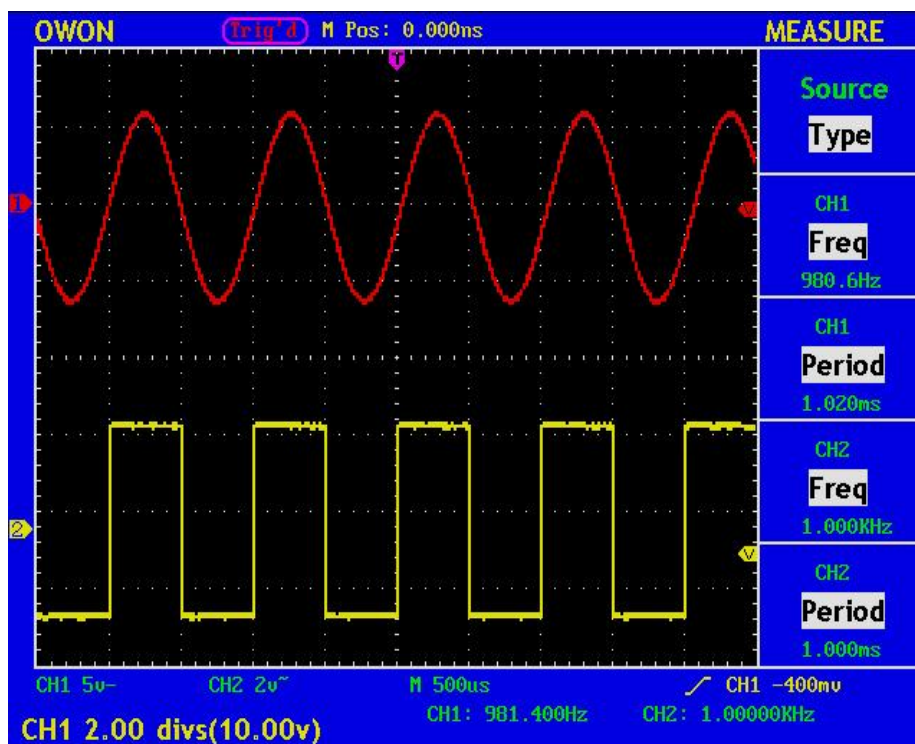 OWON Trig'd M Pos: 0.000ns MEASURE
T
Source
Type
1
CH1
Freq
980.6Hz
CH1
Period
1.020ms
CH2
Freq
1.000KHz
2
CH2
Period
1.000ms
CH1 5v- CH2 2v~ M 500us CH1 -400mv
CH1: 981.400Hz CH2: 1.00000KHz
CH1 2.00 divs(10.00v)